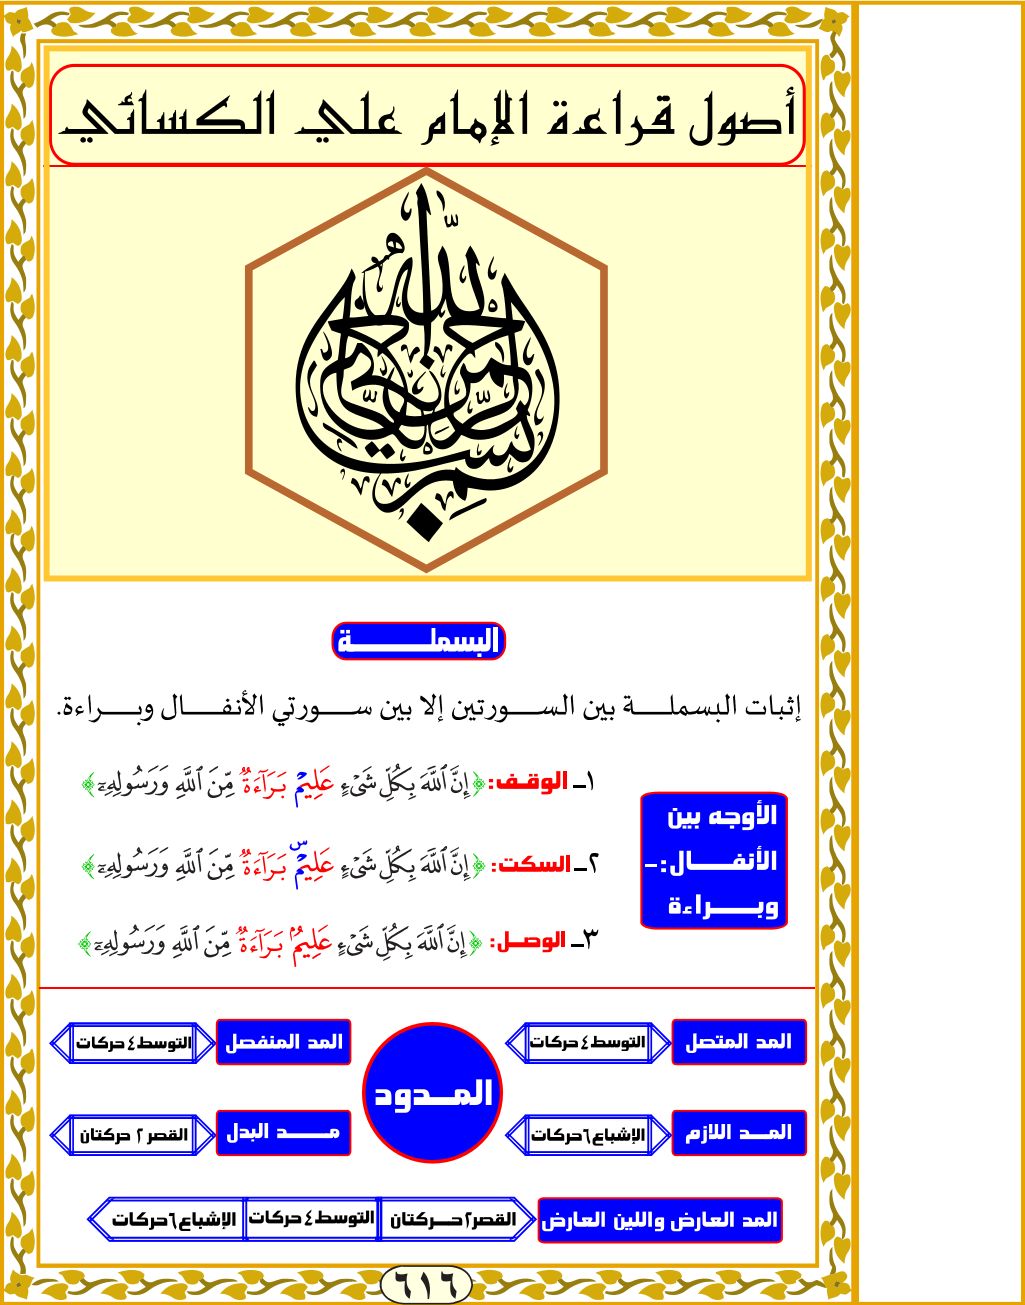 أصول قراءة الإمام علي الكسائي
بسم الله الرحمن الرحيم
البسملـــــــــة
إثبات البسملـــة بين الســـورتين إلا بين ســـورتي الأنفـــال وبـــراءة.
الأوجه بين
الأنفـــال:-
وبـــراءة
١ـ الوقـف: ﴿إِنَّ ٱللَّهَ بِكُلِّ شَىْءٍ عَلِيمٌۢ بَرَآءَةٌۭ مِّنَ ٱللَّهِ وَرَسُولِهِۦٓ﴾
٢ـ السكت: ﴿إِنَّ ٱللَّهَ بِكُلِّ شَىْءٍ عَلِيمٌۜ بَرَآءَةٌۭ مِّنَ ٱللَّهِ وَرَسُولِهِۦٓ﴾
٣ـ الوصـل: ﴿إِنَّ ٱللَّهَ بِكُلِّ شَىْءٍ عَلِيمٌۢ بَرَآءَةٌۭ مِّنَ ٱللَّهِ وَرَسُولِهِۦٓ﴾
المـــدود
المد المتصل
التوسط ٤ حركات
المد المنفصل
التوسط ٤ حركات
المـــد اللازم
الإشباع ٦ حركات
مــــد البدل
القصر ٢ حركتان
المد العارض واللين العارض
القصر ٢ حـــركتان
التوسط ٤ حركات
الإشباع ٦ حركات
٦١٦